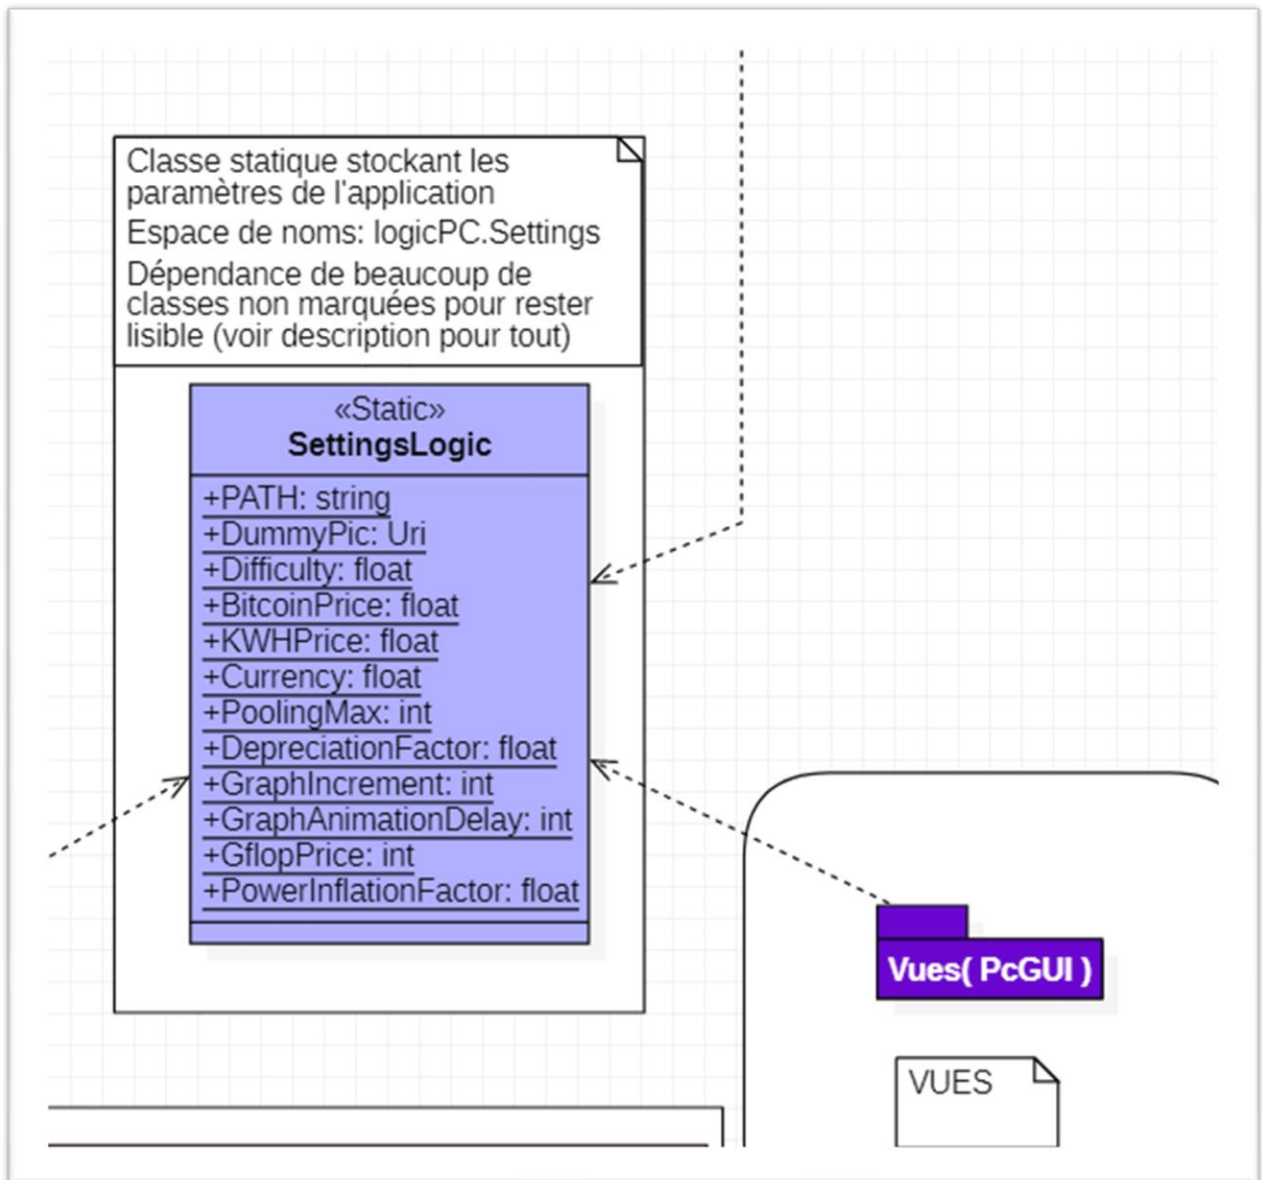 Classe statique stockant les
paramètres de l'application
Espace de noms: logicPC.Settings
Dépendance de beaucoup de
classes non marquées pour rester
lisible (voir description pour tout)
«Static»
SettingsLogic
+PATH: string
+DummyPic: Uri
+Difficulty: float
+BitcoinPrice: float
+KWHPrice: float
+Currency: float
+PoolingMax: int
+DepreciationFactor: float
+GraphIncrement: int
+GraphAnimationDelay: int
+GflopPrice: int
+PowerInflationFactor: float
Vues( PcGUI )
VUES